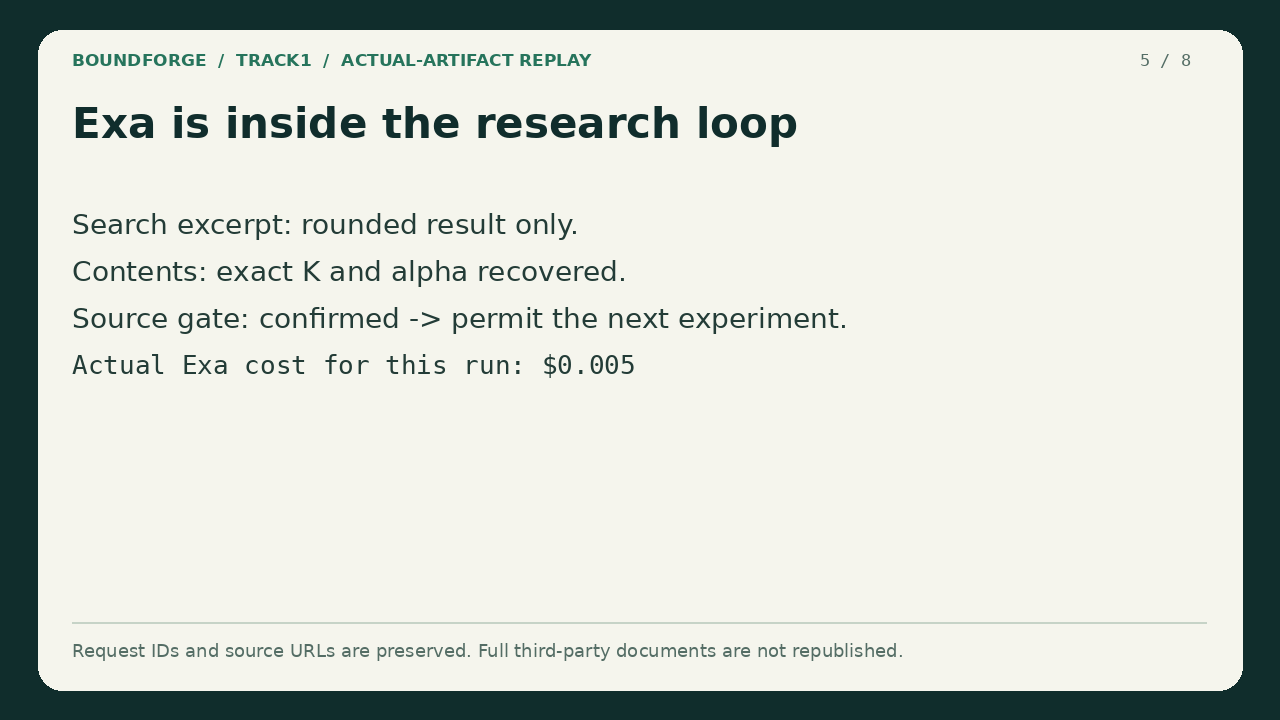 BOUNDFORGE / TRACK1 / ACTUAL-ARTIFACT REPLAY
5 / 8
Exa is inside the research loop
Search excerpt: rounded result only.
Contents: exact K and alpha recovered.
Source gate: confirmed -> permit the next experiment.
Actual Exa cost for this run: $0.005
Request IDs and source URLs are preserved. Full third-party documents are not republished.